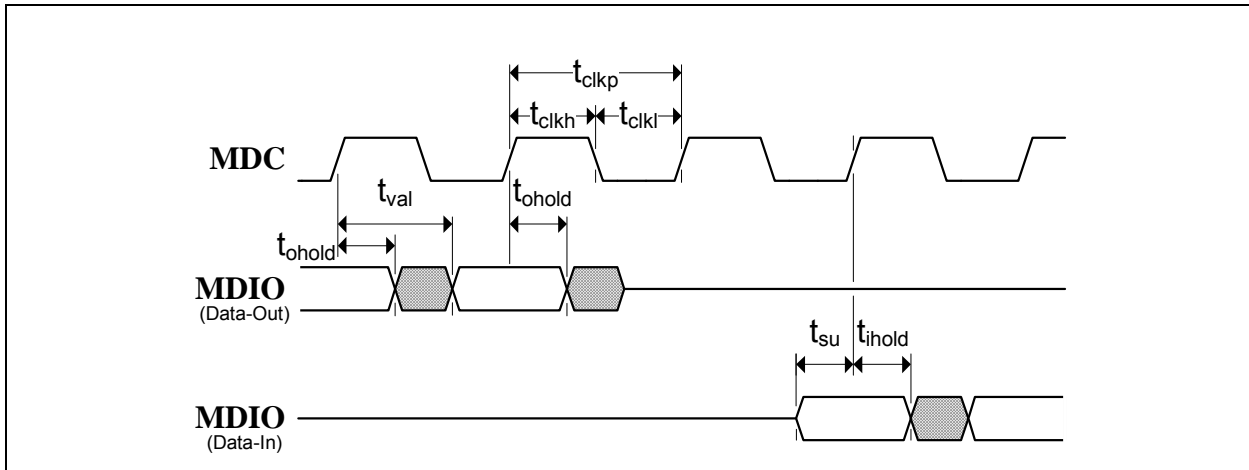 tclkp
tclkh tclkl
MDC
tval tohold
tohold
MDIO
(Data-Out)
tsu tihold
MDIO
(Data-In)